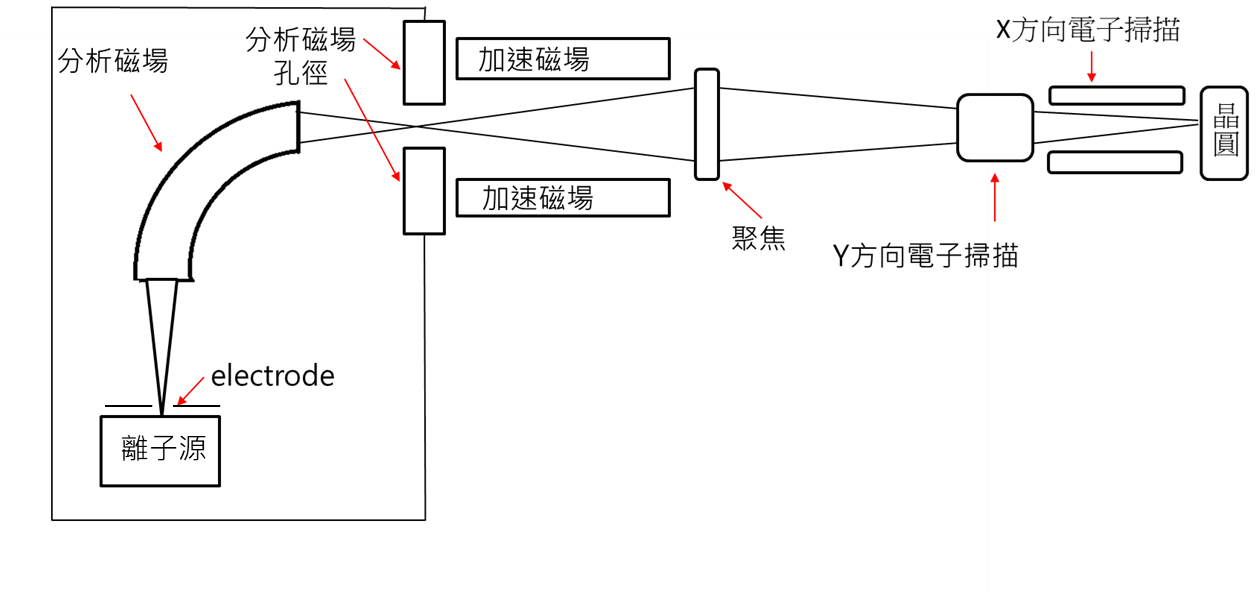 X方向電子掃描
分析磁場
孔徑
加速磁場
分析磁場
晶
圓
加速磁場
聚焦
Y方向電子掃描
electrode
離子源